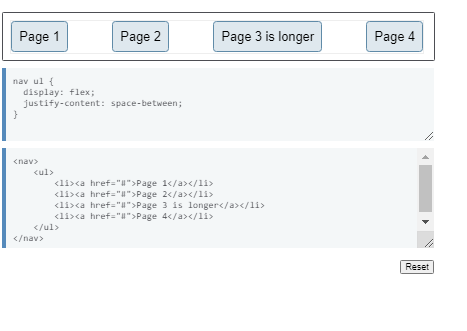 Page 1 Page 2 Page 3 is longer Page 4
nav ul {
  display: flex;
  justify-content: space-between;
}
<nav>
    <ul>
        <li><a href="#">Page 1</a></li>
        <li><a href="#">Page 2</a></li>
        <li><a href="#">Page 3 is longer</a></li>
        <li><a href="#">Page 4</a></li>
    </ul>
</nav>
Reset